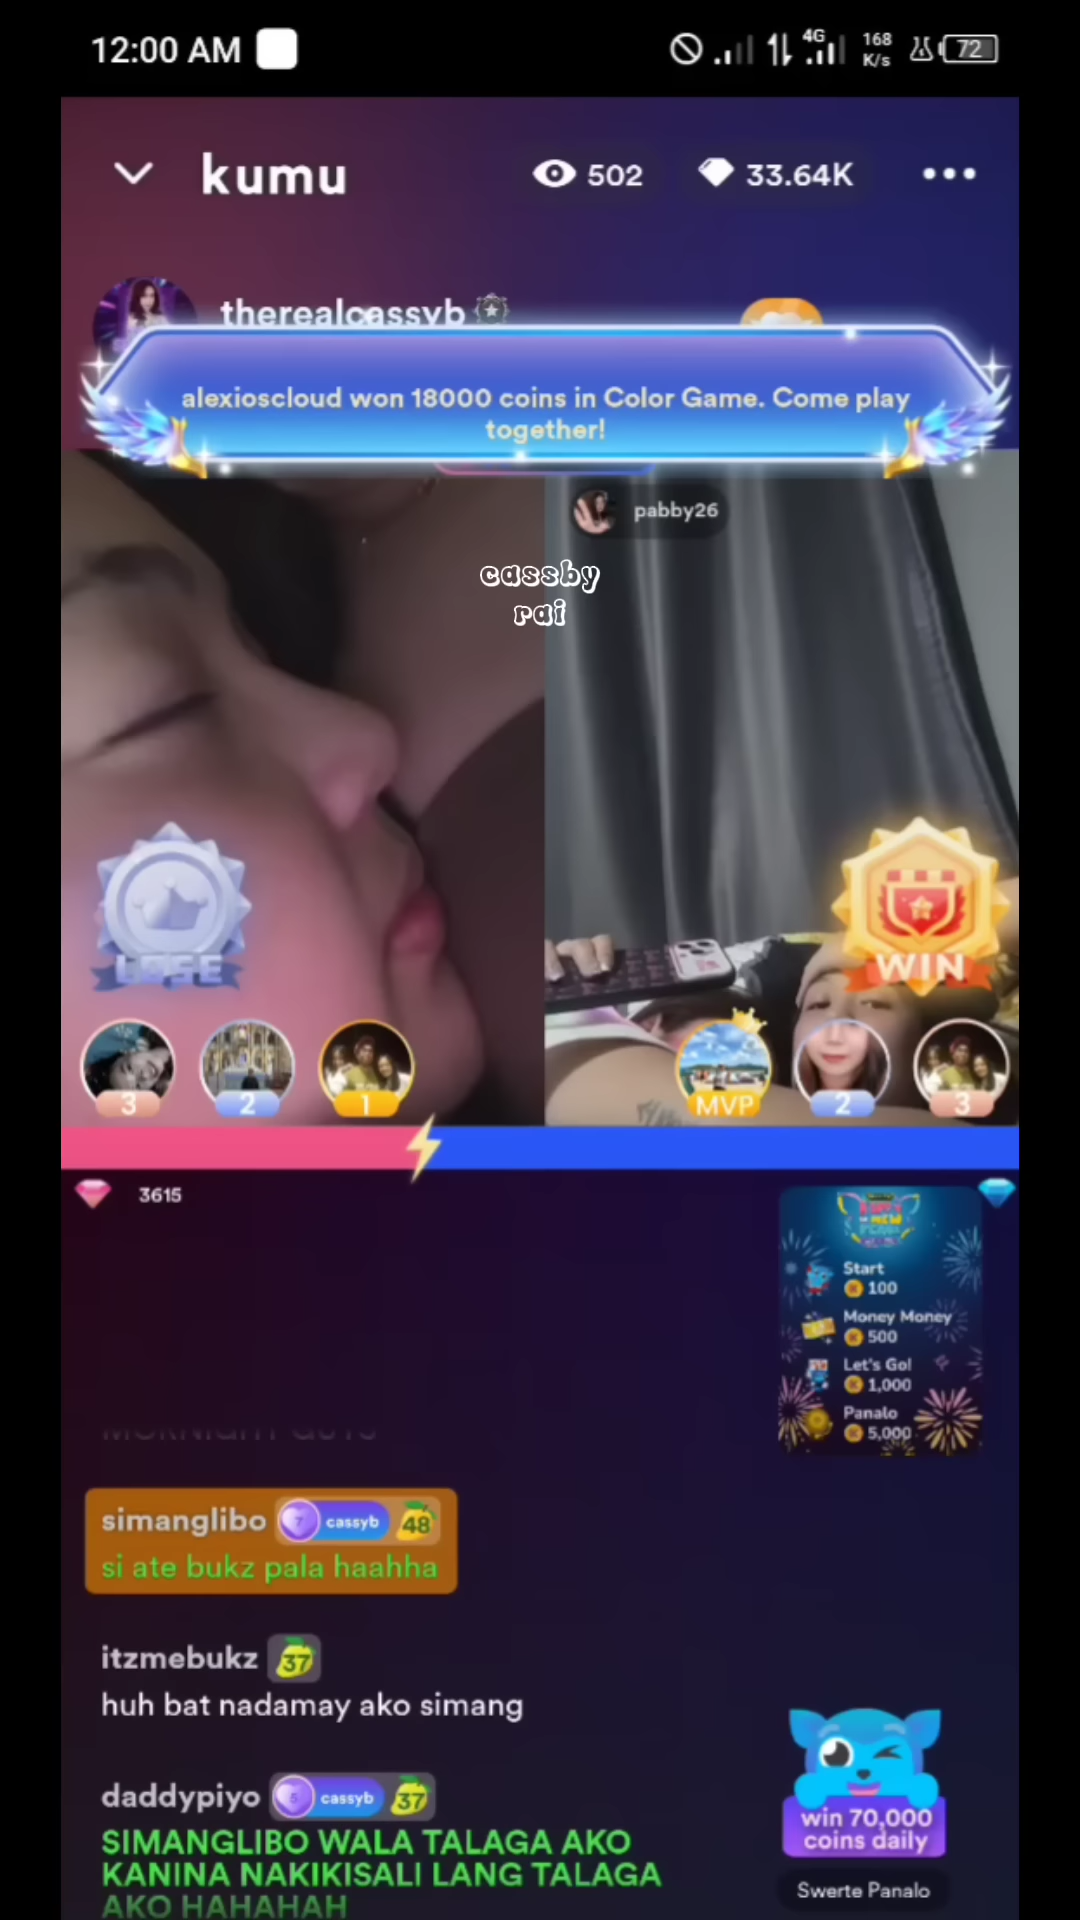 12:00 AM
4G
168
K/s
72
kumu
502
33.64K
therealcassyb
alexioscloud won 18000 coins in Color Game. Come play
together!
pabby26
cassby
rai
LOSE
WIN
3
2
1
MVP
2
3
3615
Start
100
Money Money
500
Let's Go!
1,000
Panalo
5,000
simanglibo 7 cassyb 48
si ate bukz pala haahha
itzmebukz 37
huh bat nadamay ako simang
daddypiyo 5 cassyb 37
SIMANGLIBO WALA TALAGA AKO
KANINA NAKIKISALI LANG TALAGA
AKO HAHAHAH
win 70,000
coins daily
Swerte Panalo